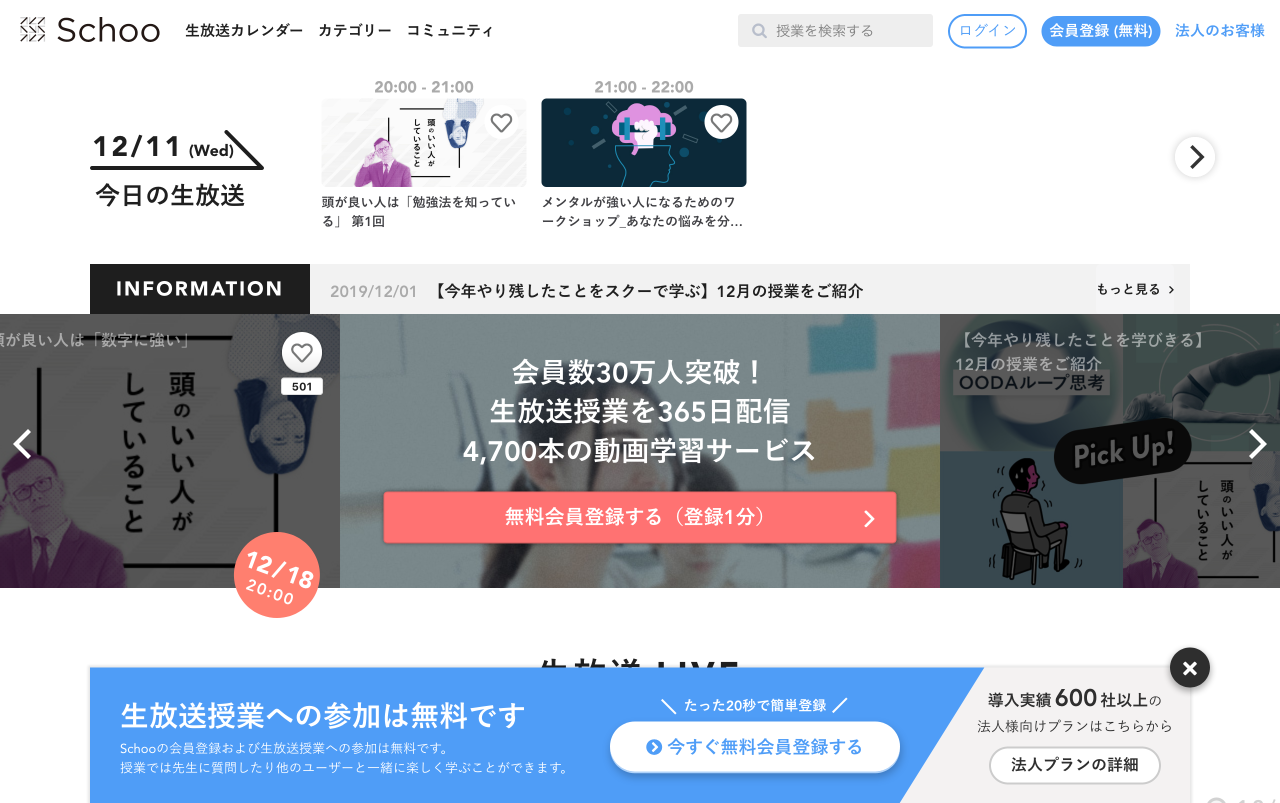 Schoo
生放送カレンダー カテゴリー コミュニティ
授業を検索する
ログイン
会員登録 (無料)
法人のお客様
20:00 - 21:00
21:00 - 22:00
12/11 (Wed)
今日の生放送
頭のいい人が
していること
頭が良い人は「勉強法を知ってい
る」 第1回
メンタルが強い人になるためのワ
ークショップ_あなたの悩みを分…
INFORMATION
2019/12/01 【今年やり残したことをスクーで学ぶ】12月の授業をご紹介
もっと見る
頭が良い人は「数字に強い」
501
頭のいい人が
していること
12/18
20:00
会員数30万人突破！
生放送授業を365日配信
4,700本の動画学習サービス
無料会員登録する（登録1分）
【今年やり残したことを学びきる】
12月の授業をご紹介
OODAループ思考
Pick Up!
頭のいい人が
していること
生放送 LIVE
生放送授業への参加は無料です
Schooの会員登録および生放送授業への参加は無料です。
授業では先生に質問したり他のユーザーと一緒に楽しく学ぶことができます。
たった20秒で簡単登録
今すぐ無料会員登録する
導入実績 600 社以上の
法人様向けプランはこちらから
法人プランの詳細